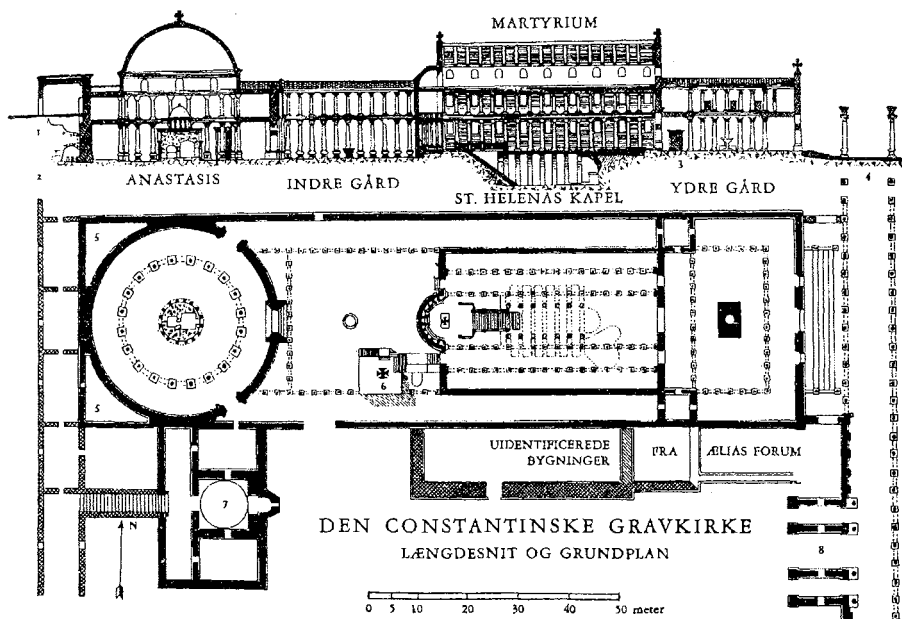 MARTYRIUM
1
2
3
4
ANASTASIS
INDRE GÅRD
ST. HELENAS KAPEL
YDRE GÅRD
5
6
5
UIDENTIFICEREDE
BYGNINGER
FRA
ÆLIAS FORUM
7
N
8
DEN CONSTANTINSKE GRAVKIRKE
LÆNGDESNIT OG GRUNDPLAN
0 5 10 20 30 40 50 meter